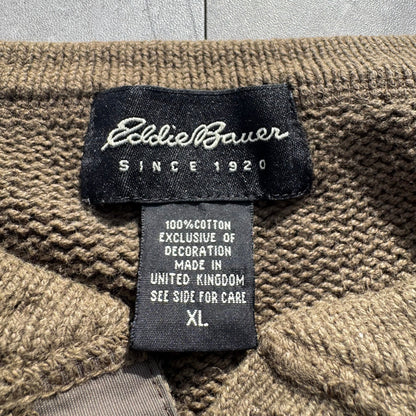 Eddie Bauer
SINCE 1920
100% COTTON
EXCLUSIVE OF
DECORATION
MADE IN
UNITED KINGDOM
SEE SIDE FOR CARE
XL.